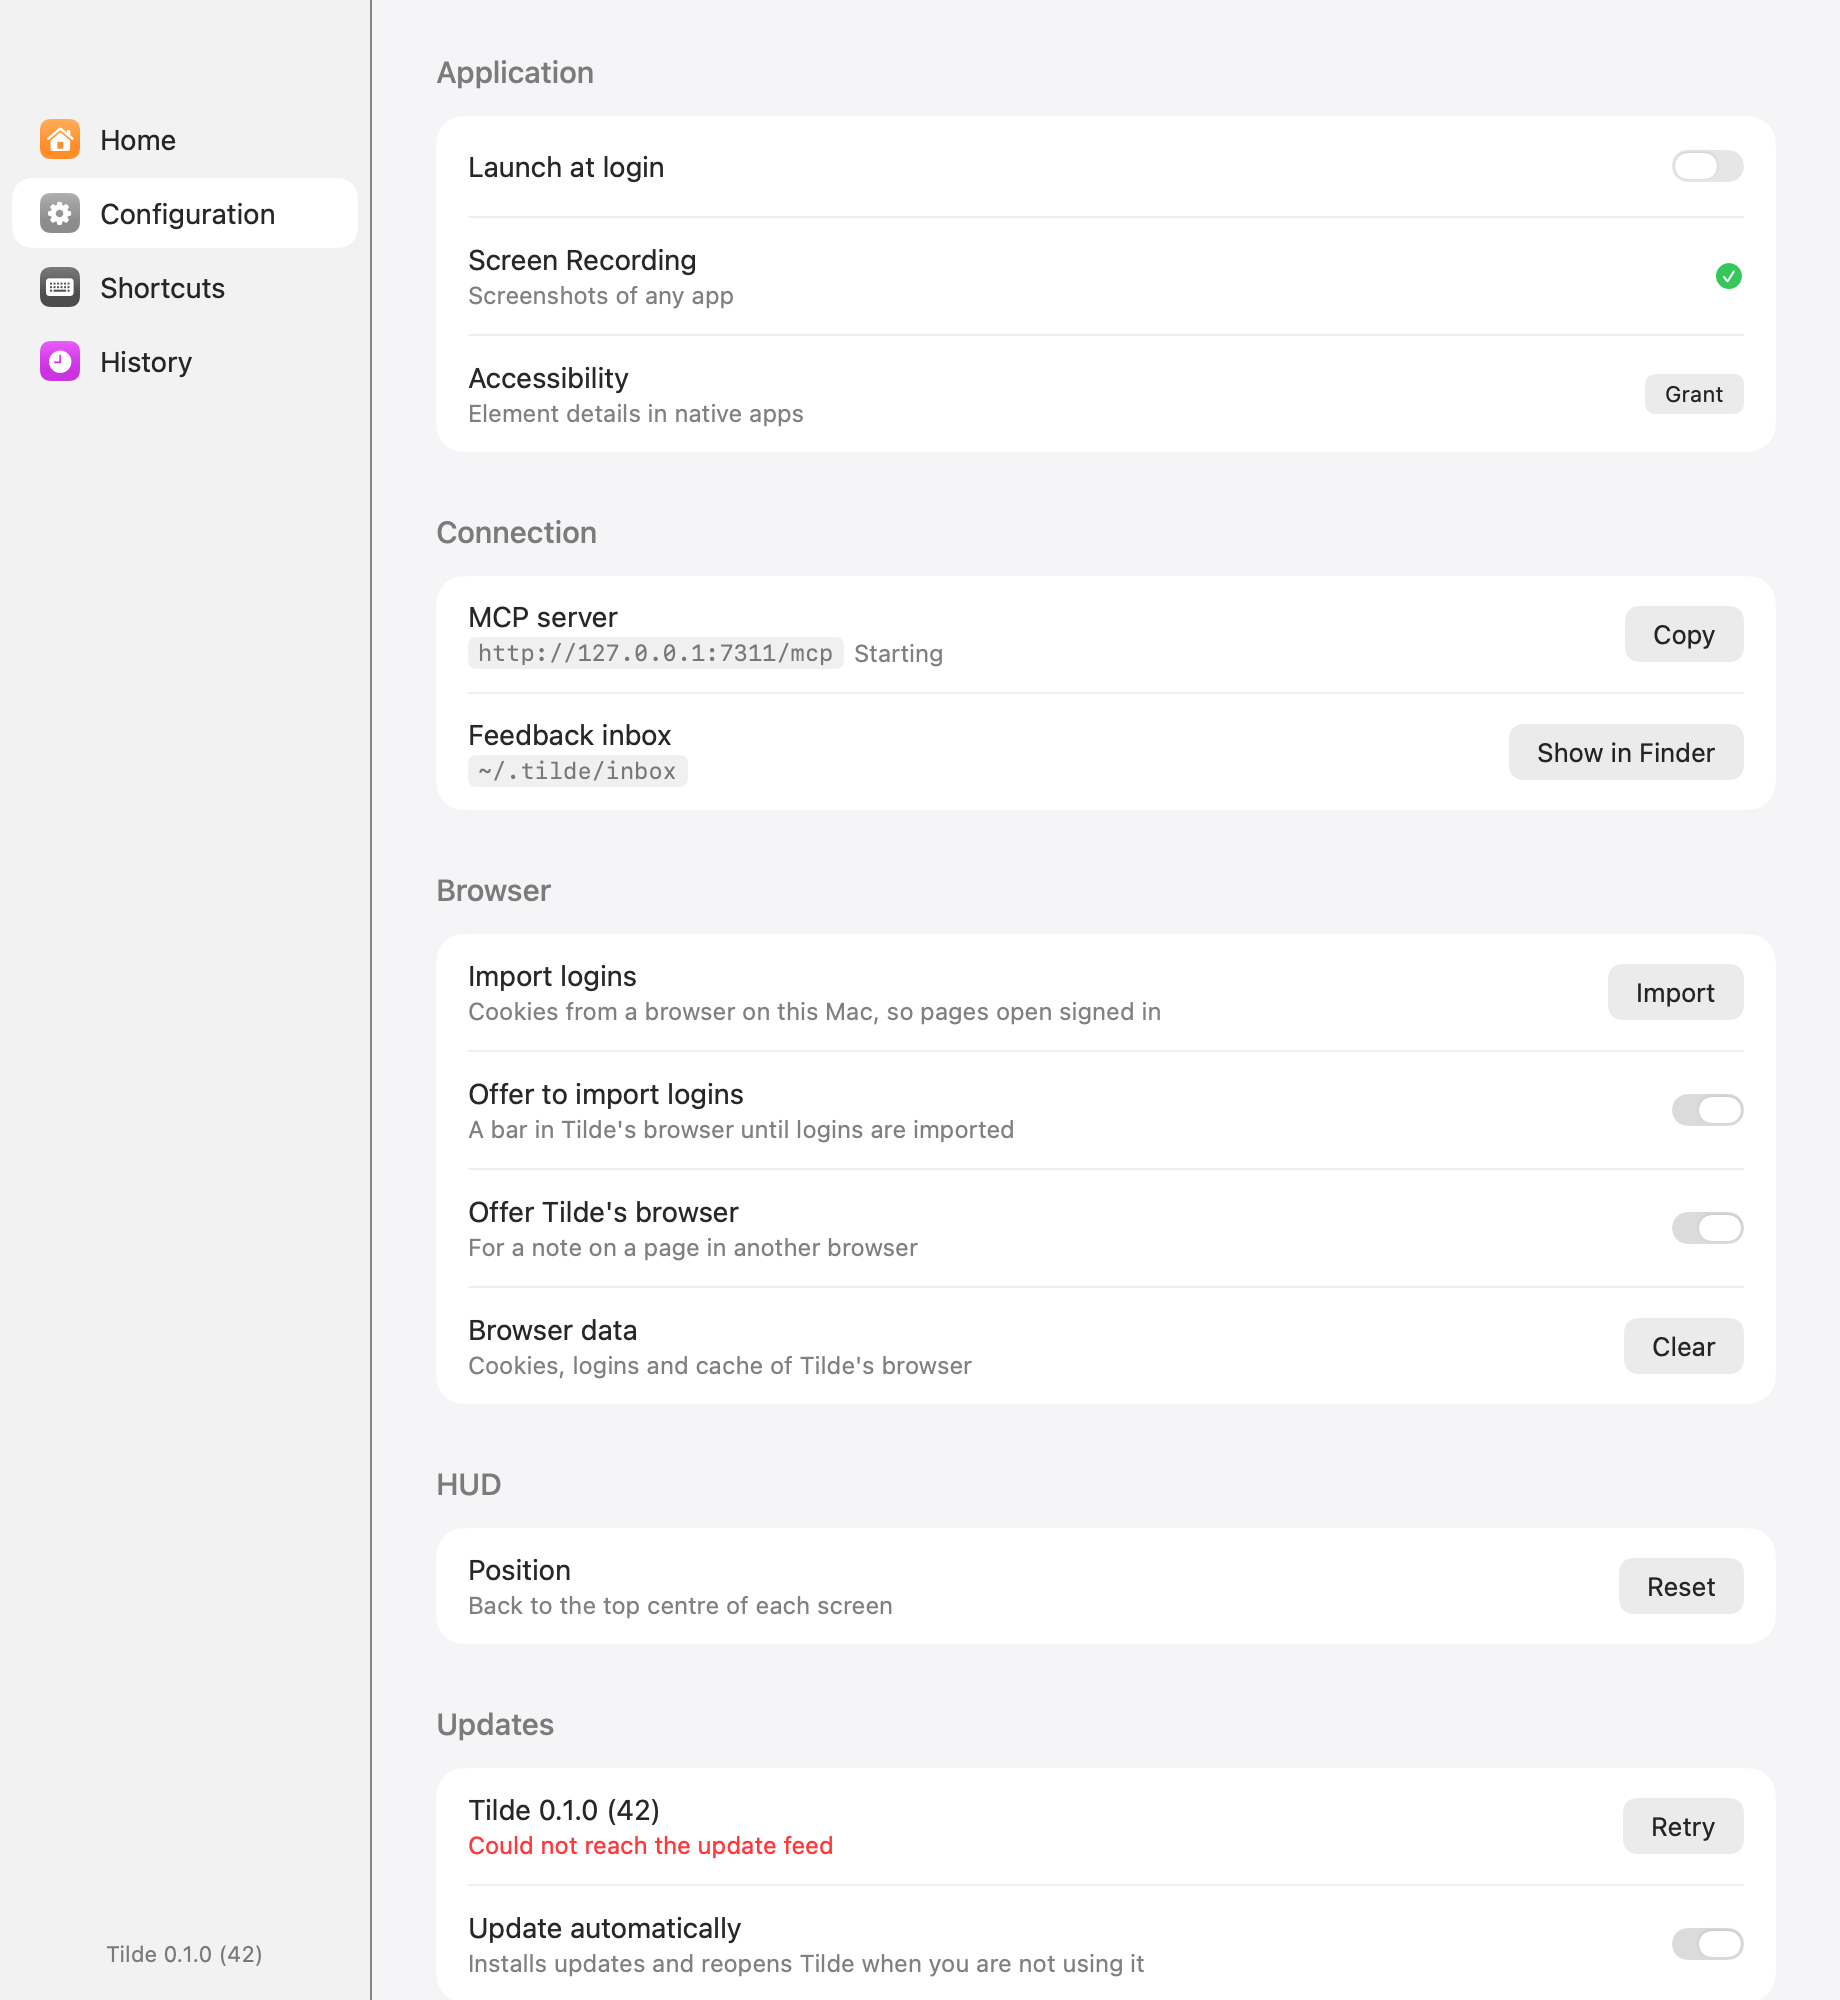 Home
Configuration
Shortcuts
History
Tilde 0.1.0 (42)
Application
Launch at login
Screen Recording
Screenshots of any app
Accessibility
Element details in native apps
Grant
Connection
MCP server
http://127.0.0.1:7311/mcp Starting
Copy
Feedback inbox
~/.tilde/inbox
Show in Finder
Browser
Import logins
Cookies from a browser on this Mac, so pages open signed in
Import
Offer to import logins
A bar in Tilde's browser until logins are imported
Offer Tilde's browser
For a note on a page in another browser
Browser data
Cookies, logins and cache of Tilde's browser
Clear
HUD
Position
Back to the top centre of each screen
Reset
Updates
Tilde 0.1.0 (42)
Could not reach the update feed
Retry
Update automatically
Installs updates and reopens Tilde when you are not using it